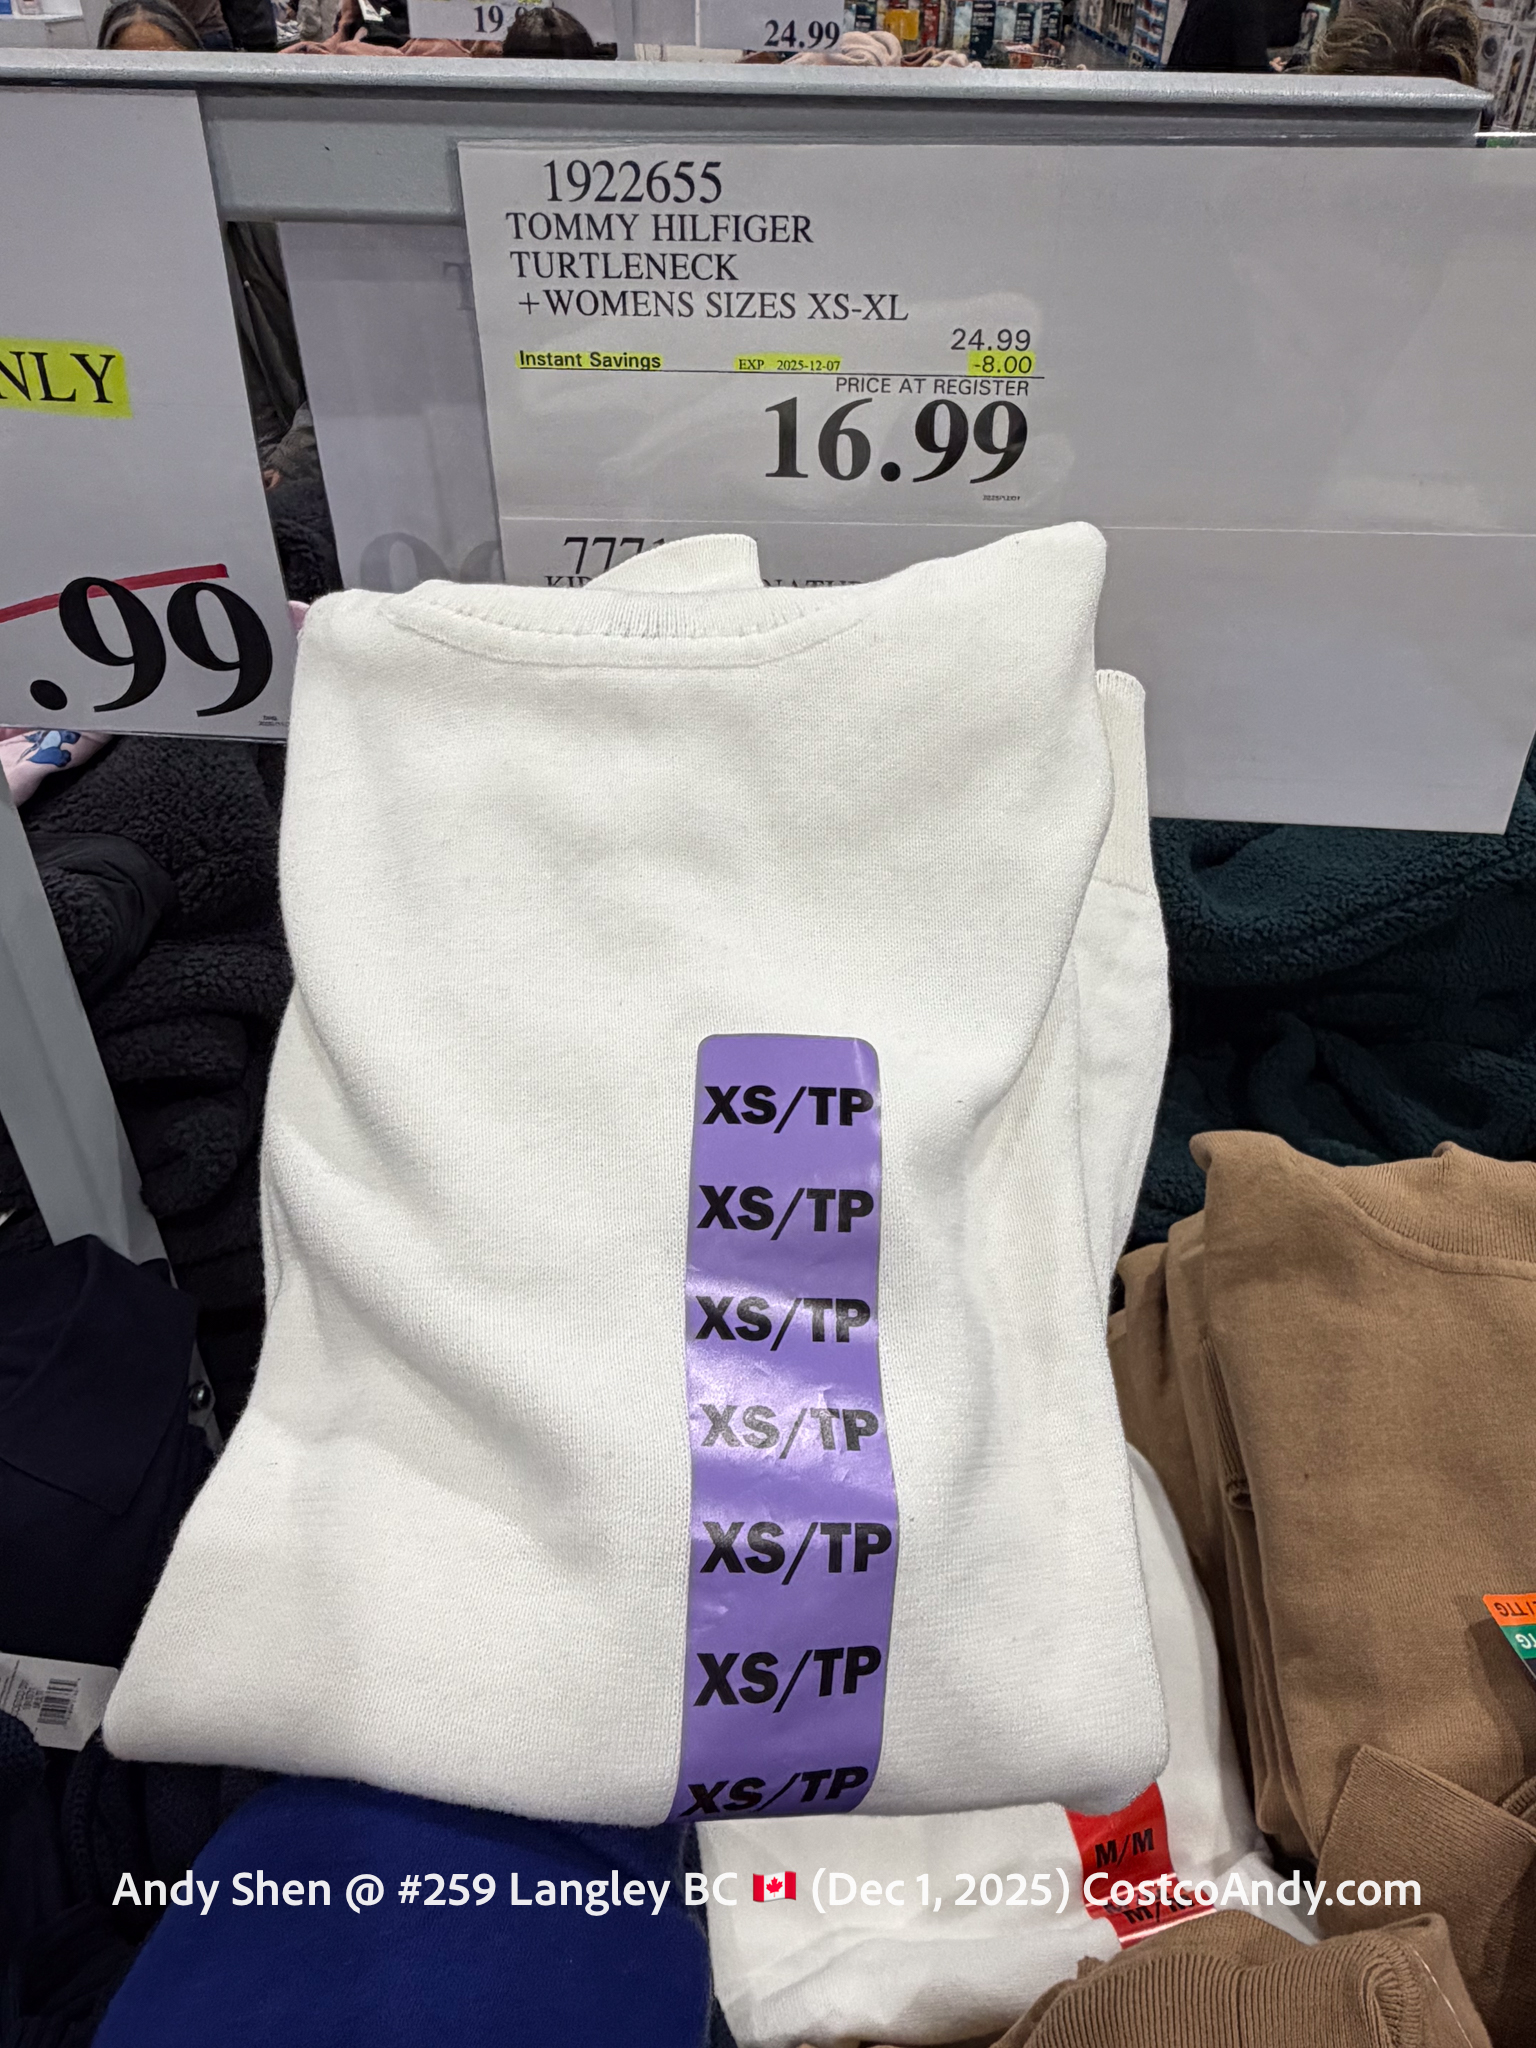 19.
24.99
1922655
TOMMY HILFIGER
TURTLENECK
+WOMENS SIZES XS-XL
24.99
Instant Savings EXP 2025-12-07 -8.00
PRICE AT REGISTER
16.99
NLY
.99
XS/TP
XS/TP
XS/TP
XS/TP
XS/TP
XS/TP
XS/TP
M/M
Andy Shen @ #259 Langley BC 🇨🇦 (Dec 1, 2025) CostcoAndy.com